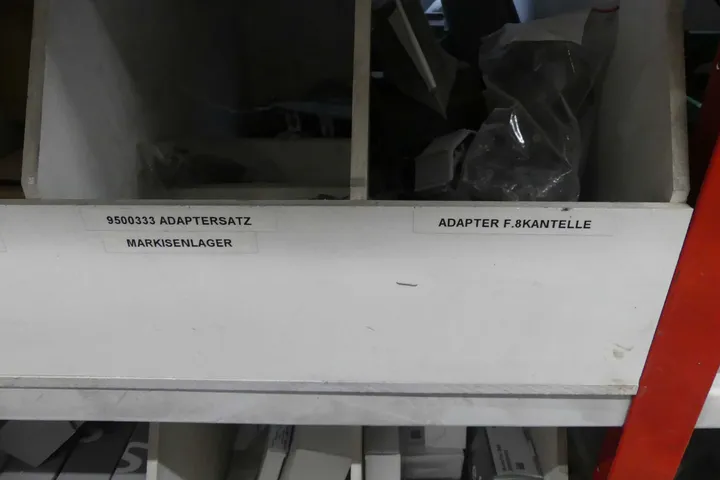 9500333 ADAPTERSATZ
MARKISENLAGER
ADAPTER F.8KANTELLE